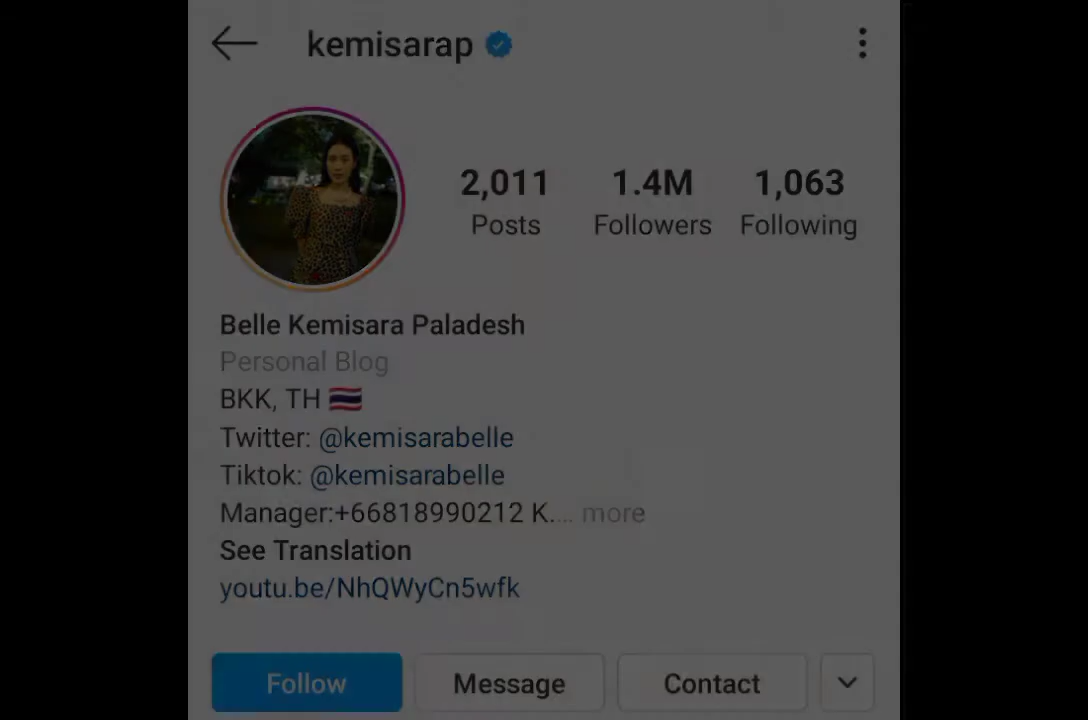 kemisarap
2,011 1.4M 1,063
Posts Followers Following
Belle Kemisara Paladesh
Personal Blog
BKK, TH 🇹🇭
Twitter: @kemisarabelle
Tiktok: @kemisarabelle
Manager:+66818990212 K.... more
See Translation
youtu.be/NhQWyCn5wfk
Follow Message Contact